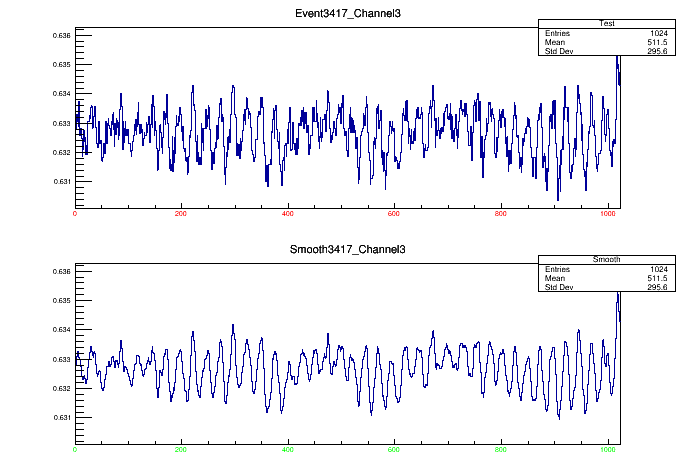 Event3417_Channel3
Test
Entries 1024
Mean 511.5
Std Dev 295.6
0.636
0.635
0.634
0.633
0.632
0.631
0 200 400 600 800 1000
Smooth3417_Channel3
Smooth
Entries 1024
Mean 511.5
Std Dev 295.6
0.636
0.635
0.634
0.633
0.632
0.631
0 200 400 600 800 1000